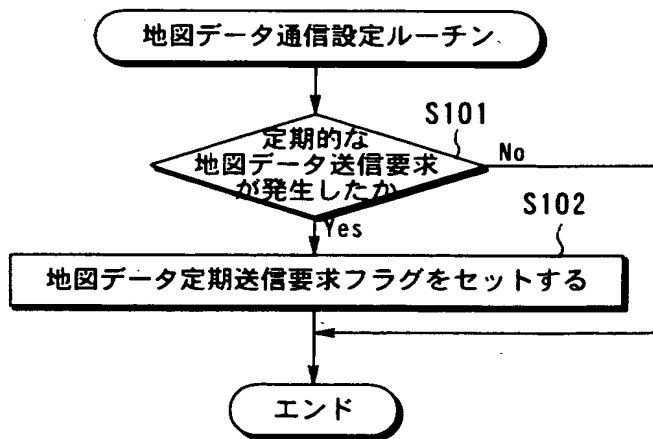 地図データ通信設定ルーチン
S101
定期的な
地図データ送信要求
が発生したか
No
Yes
S102
地図データ定期送信要求フラグをセットする
エンド